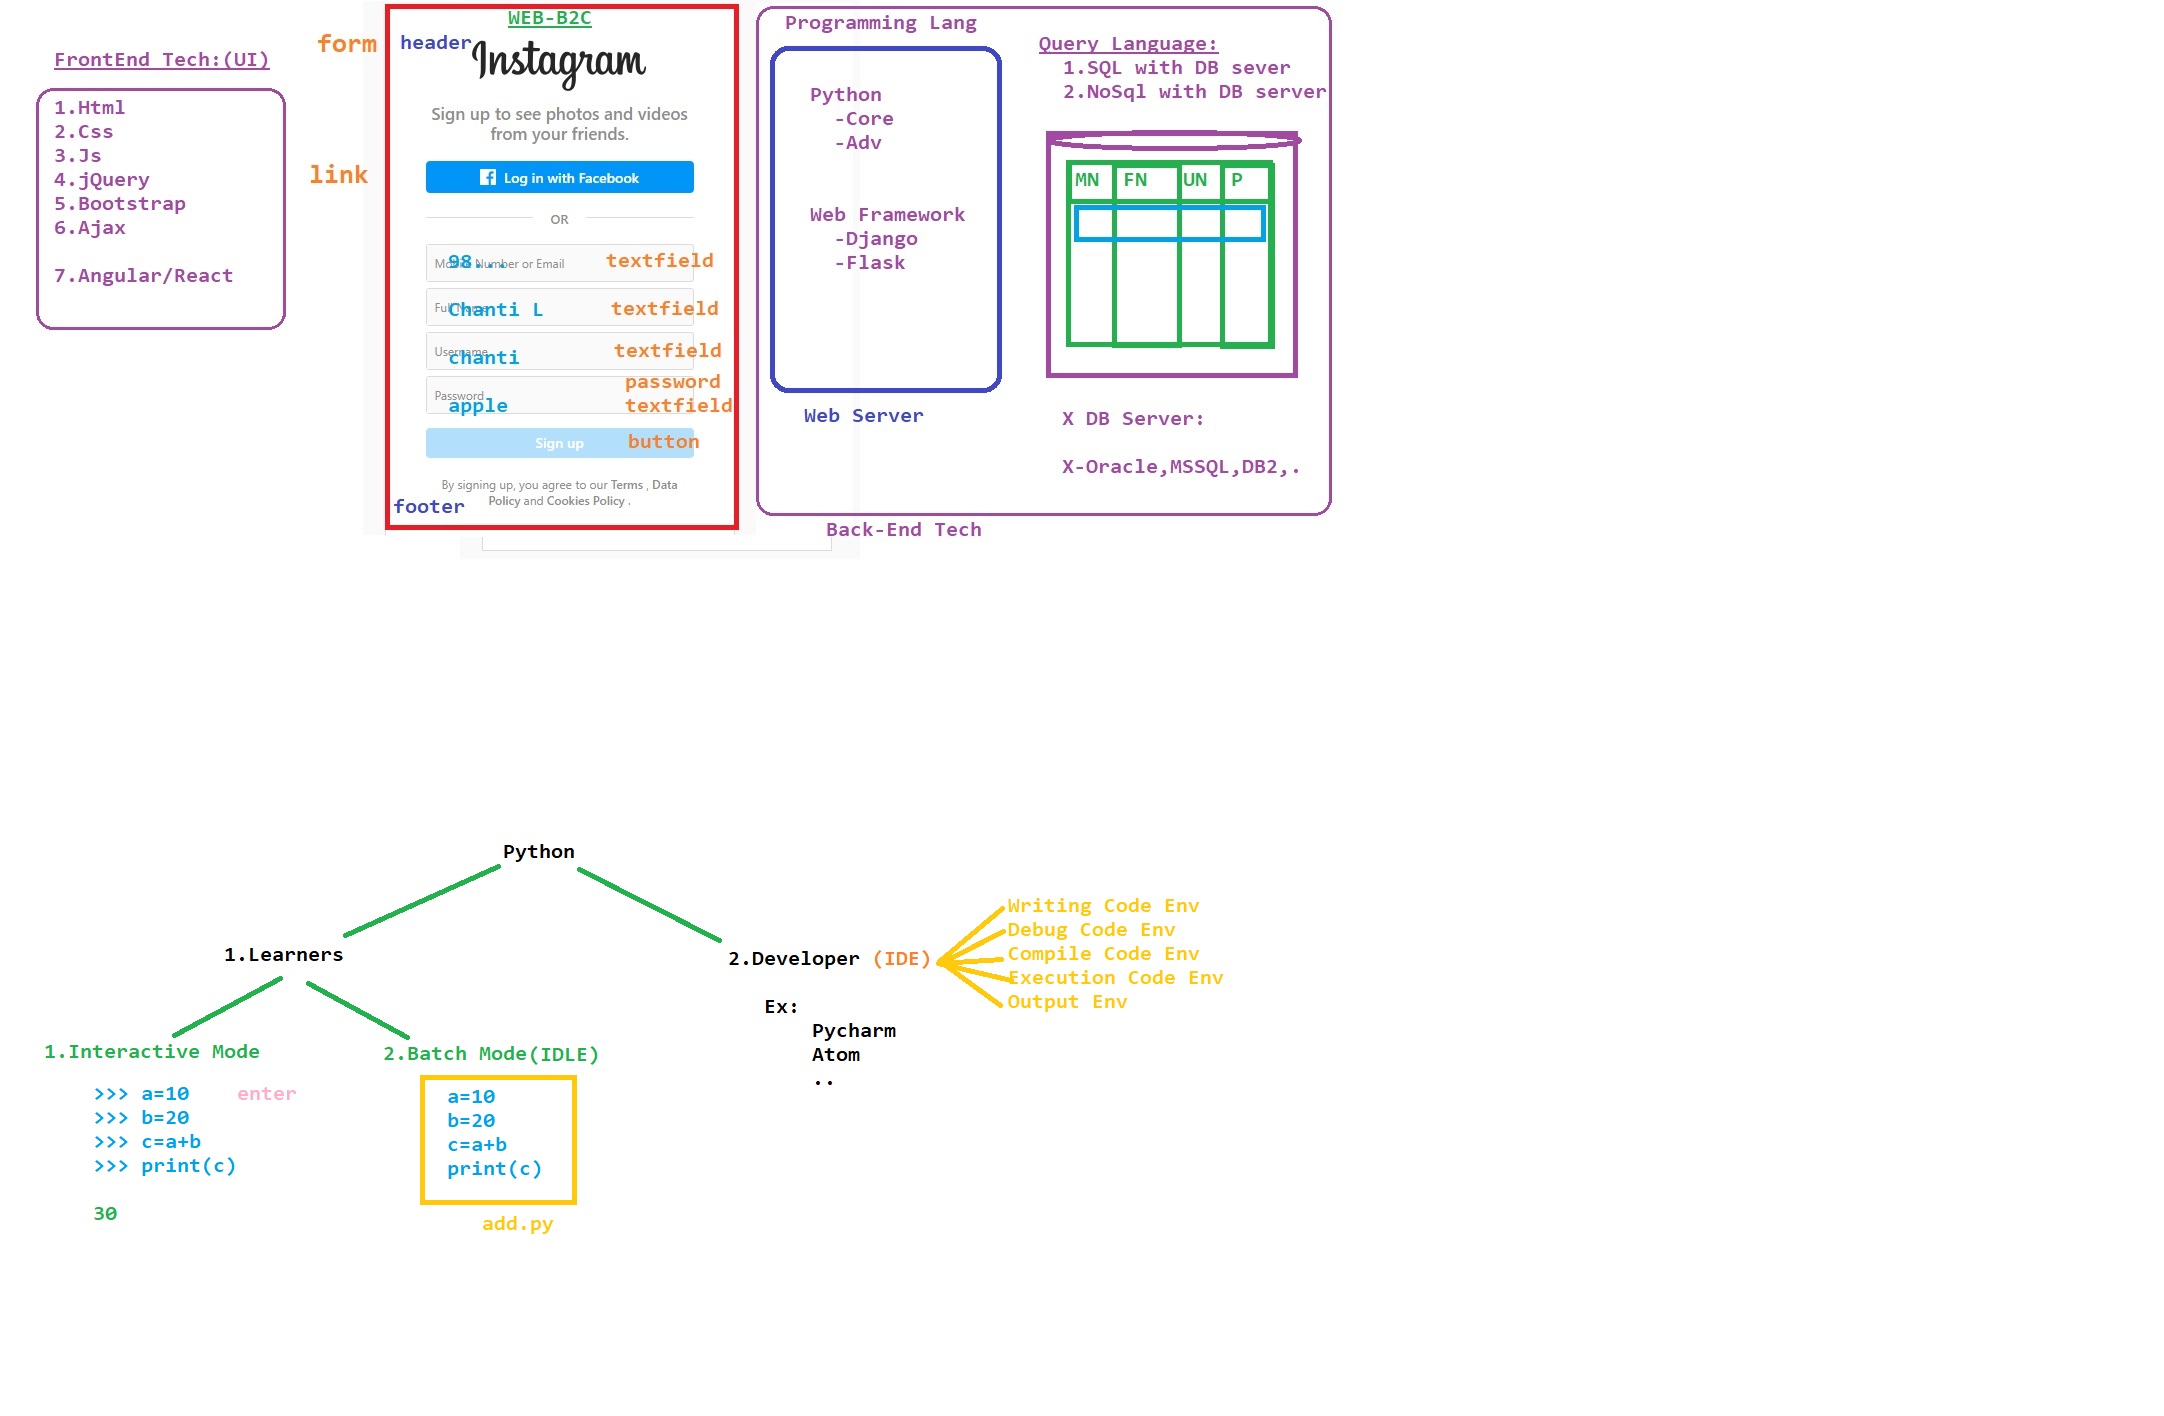 FrontEnd Tech:(UI)
1.Html
2.Css
3.Js
4.jQuery
5.Bootstrap
6.Ajax
7.Angular/React
form
link
WEB-B2C
header
Instagram
Sign up to see photos and videos
from your friends.
Log in with Facebook
OR
Mobile Number or Email
98...
textfield
Full Name
Chanti L
textfield
Username
chanti
textfield
Password
apple
password
textfield
Sign up
button
By signing up, you agree to our Terms , Data
Policy and Cookies Policy .
footer
Programming Lang
Python
-Core
-Adv
Web Framework
-Django
-Flask
Web Server
Query Language:
1.SQL with DB sever
2.NoSql with DB server
MN FN UN P
X DB Server:
X-Oracle,MSSQL,DB2,.
Back-End Tech
Python
1.Learners
2.Developer (IDE)
Writing Code Env
Debug Code Env
Compile Code Env
Execution Code Env
Output Env
Ex:
Pycharm
Atom
..
1.Interactive Mode
>>> a=10 enter
>>> b=20
>>> c=a+b
>>> print(c)
30
2.Batch Mode(IDLE)
a=10
b=20
c=a+b
print(c)
add.py